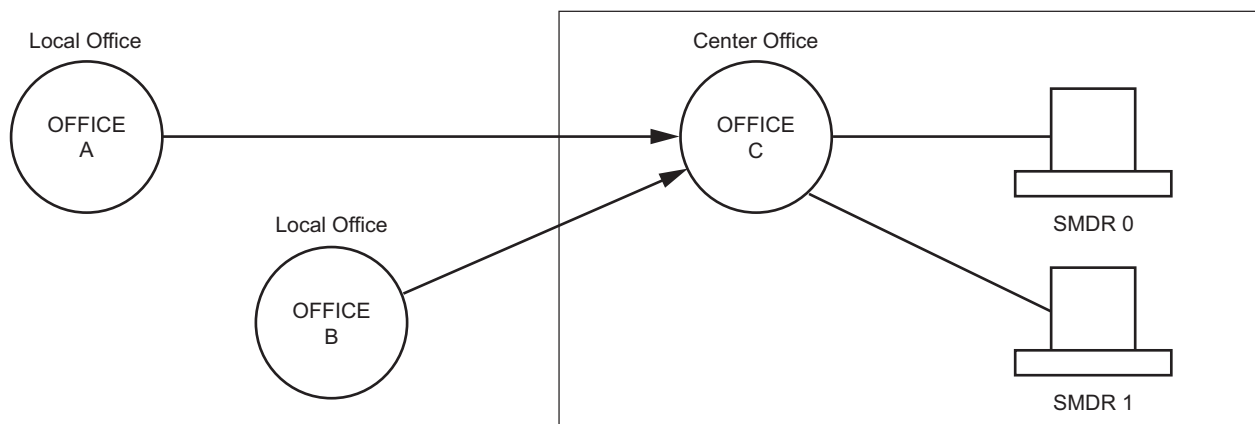 Local Office
OFFICE
A
Local Office
OFFICE
B
Center Office
OFFICE
C
SMDR 0
SMDR 1